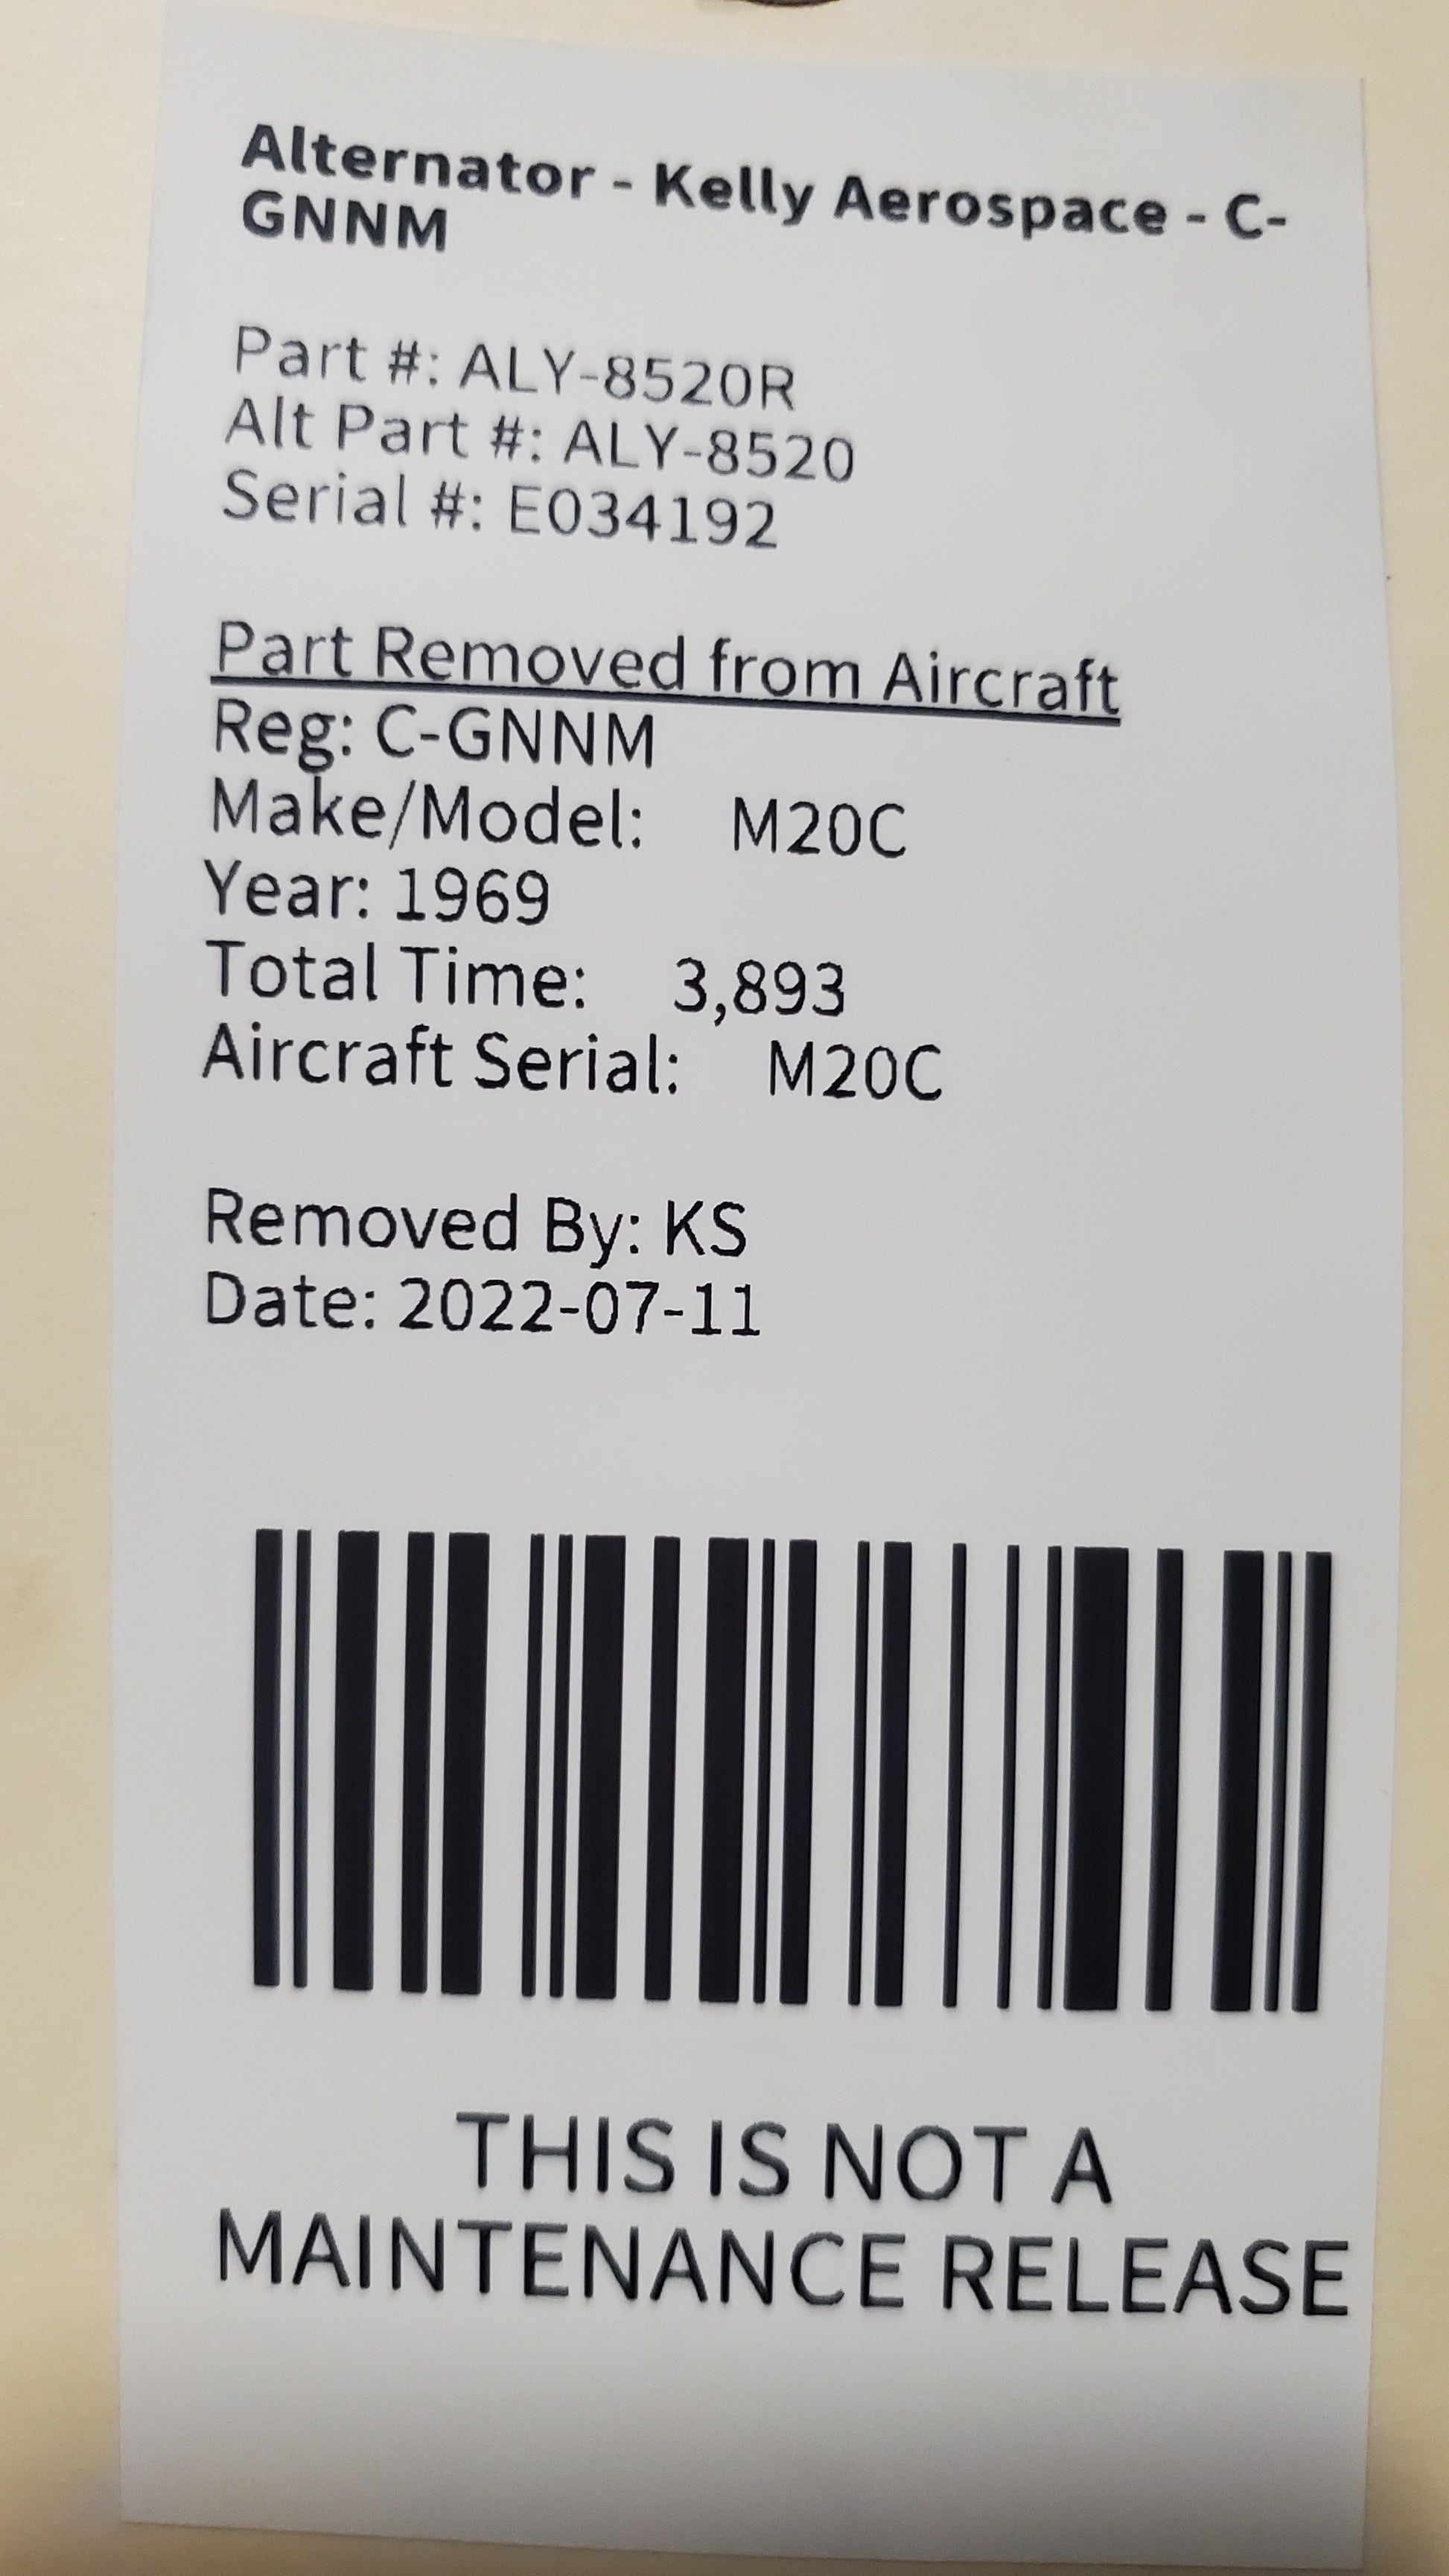 Alternator - Kelly Aerospace - C-
GNNM
Part #: ALY-8520R
Alt Part #: ALY-8520
Serial #: E034192
Part Removed from Aircraft
Reg: C-GNNM
Make/Model: M20C
Year: 1969
Total Time: 3,893
Aircraft Serial: M20C
Removed By: KS
Date: 2022-07-11
THIS IS NOT A
MAINTENANCE RELEASE